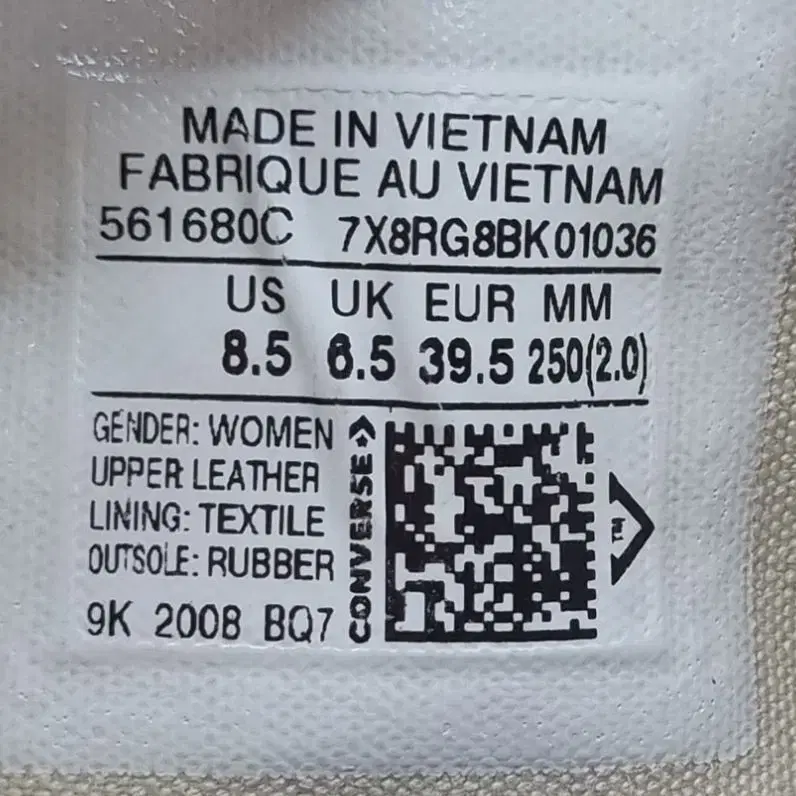 MADE IN VIETNAM
FABRIQUE AU VIETNAM
561680C 7X8RG8BK01036
US UK EUR MM
8.5 6.5 39.5 250(2.0)
GENDER: WOMEN
UPPER LEATHER
LINING: TEXTILE
OUTSOLE: RUBBER
9K 2008 BQ7
CONVERSE
TM